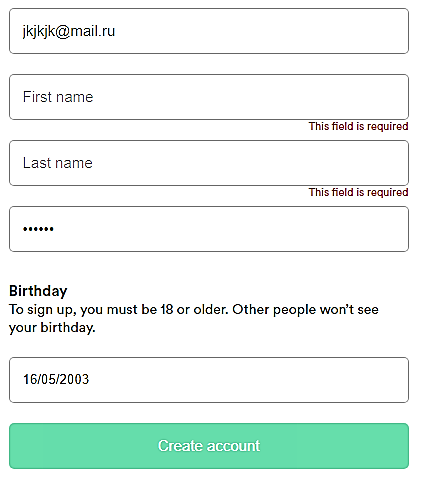 jkjkjk@mail.ru
First name
This field is required
Last name
This field is required
••••••
Birthday
To sign up, you must be 18 or older. Other people won't see
your birthday.
16/05/2003
Create account